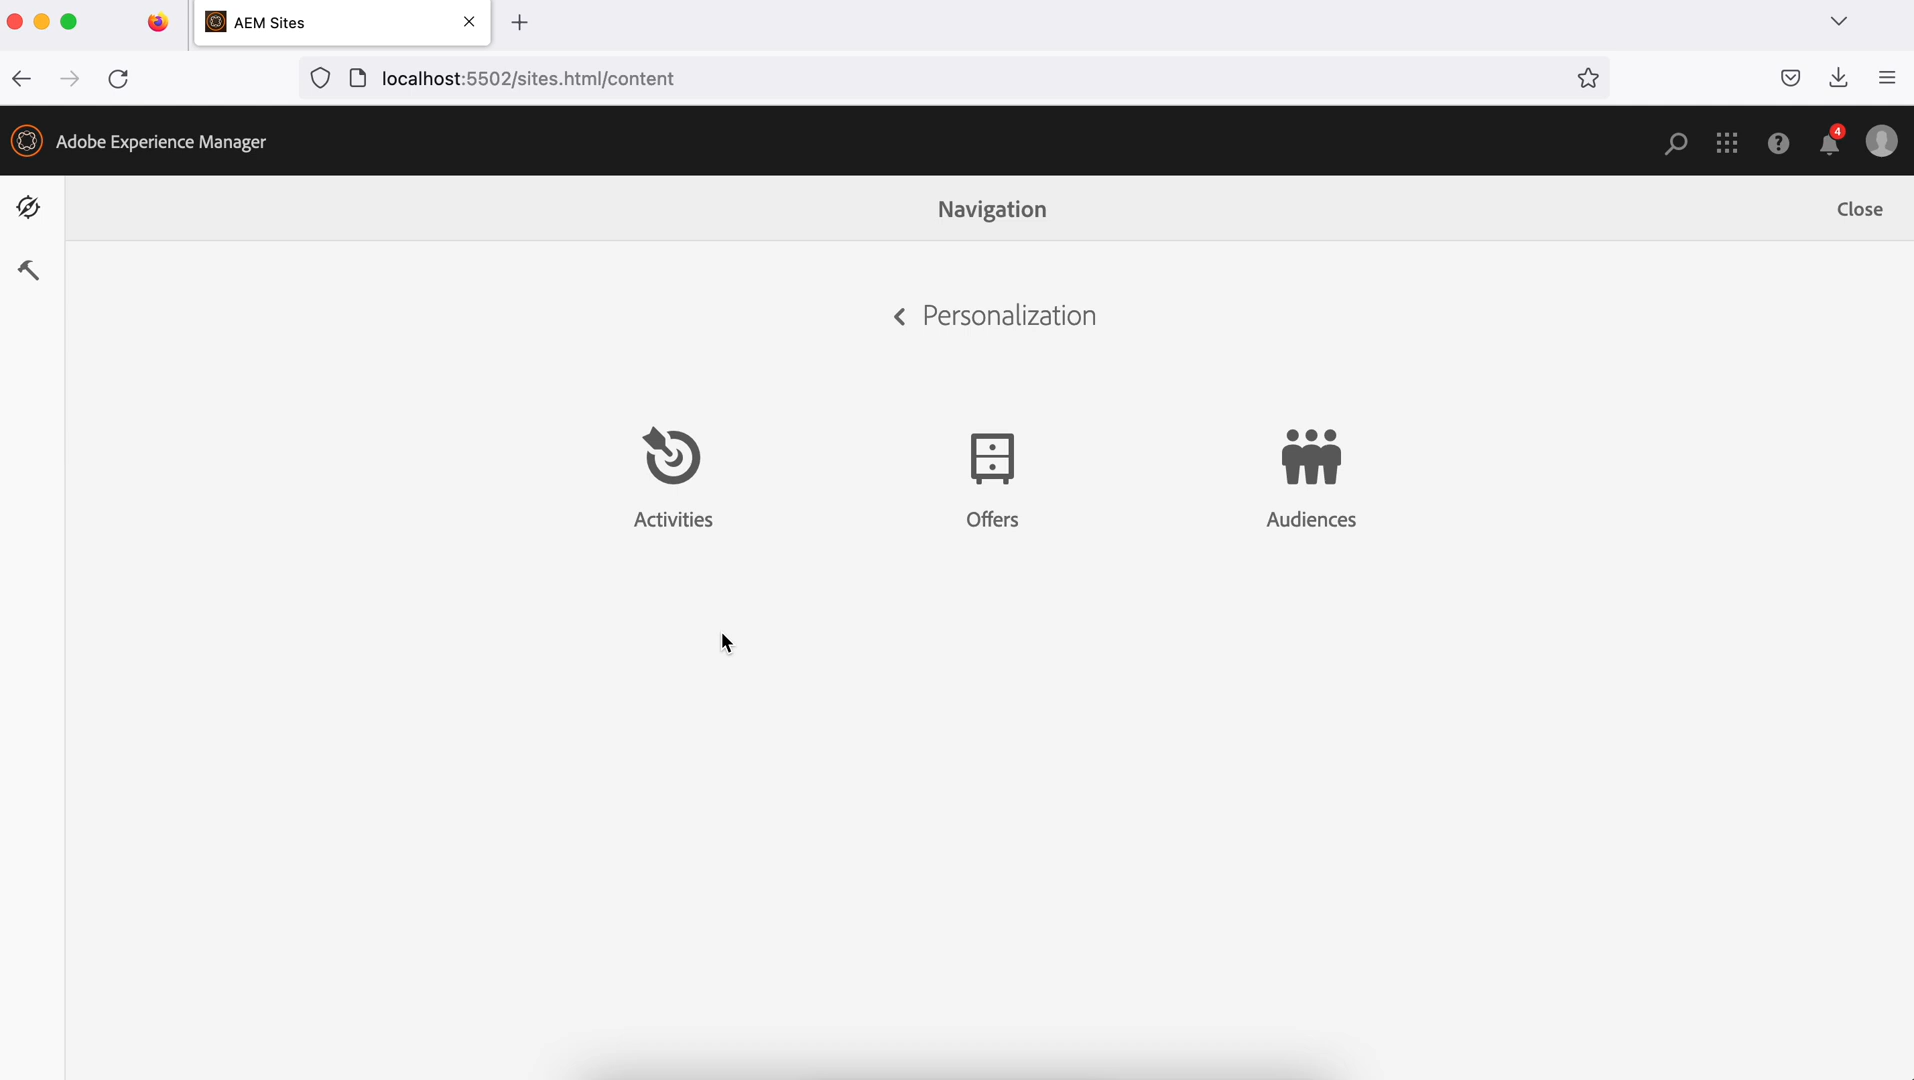 AEM Sites
localhost:5502/sites.html/content
Adobe Experience Manager
4
Navigation
Close
Personalization
Activities
Offers
Audiences